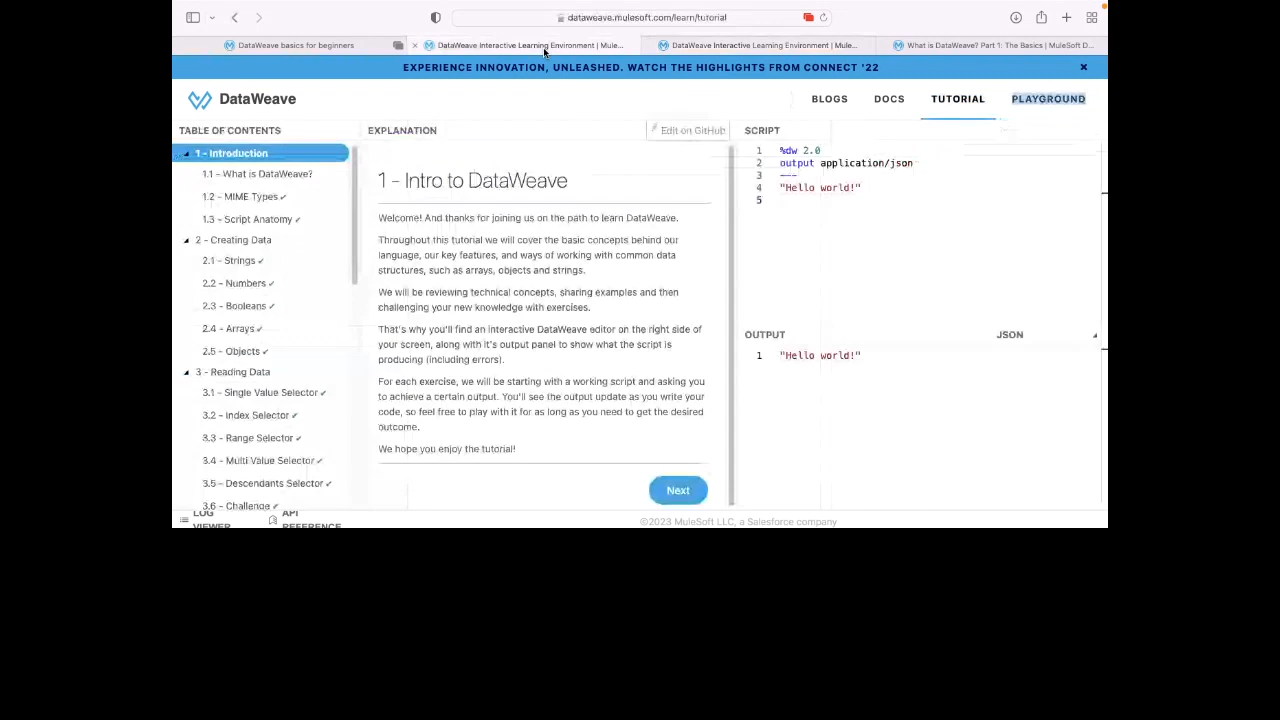 dataweave.mulesoft.com/learn/tutorial
DataWeave basics for beginners
DataWeave Interactive Learning Environment | Mule...
DataWeave Interactive Learning Environment | Mule...
What is DataWeave? Part 1: The Basics | MuleSoft D...
EXPERIENCE INNOVATION, UNLEASHED. WATCH THE HIGHLIGHTS FROM CONNECT '22
DataWeave
BLOGS
DOCS
TUTORIAL
PLAYGROUND
TABLE OF CONTENTS
1 - Introduction
1.1 - What is DataWeave?
1.2 - MIME Types ✓
1.3 - Script Anatomy ✓
2 - Creating Data
2.1 - Strings ✓
2.2 - Numbers ✓
2.3 - Booleans ✓
2.4 - Arrays ✓
2.5 - Objects ✓
3 - Reading Data
3.1 - Single Value Selector ✓
3.2 - Index Selector ✓
3.3 - Range Selector ✓
3.4 - Multi Value Selector ✓
3.5 - Descendants Selector ✓
3.6 - Challenge ✓
EXPLANATION
Edit on GitHub
1 - Intro to DataWeave
Welcome! And thanks for joining us on the path to learn DataWeave.
Throughout this tutorial we will cover the basic concepts behind our
language, our key features, and ways of working with common data
structures, such as arrays, objects and strings.
We will be reviewing technical concepts, sharing examples and then
challenging your new knowledge with exercises.
That's why you'll find an interactive DataWeave editor on the right side of
your screen, along with it's output panel to show what the script is
producing (including errors).
For each exercise, we will be starting with a working script and asking you
to achieve a certain output. You'll see the output update as you write your
code, so feel free to play with it for as long as you need to get the desired
outcome.
We hope you enjoy the tutorial!
Next
SCRIPT
1 %dw 2.0
2 output application/json
3 ---
4 "Hello world!"
5
OUTPUT
JSON
1 "Hello world!"
LOG
VIEWER
API
REFERENCE
©2023 MuleSoft LLC, a Salesforce company